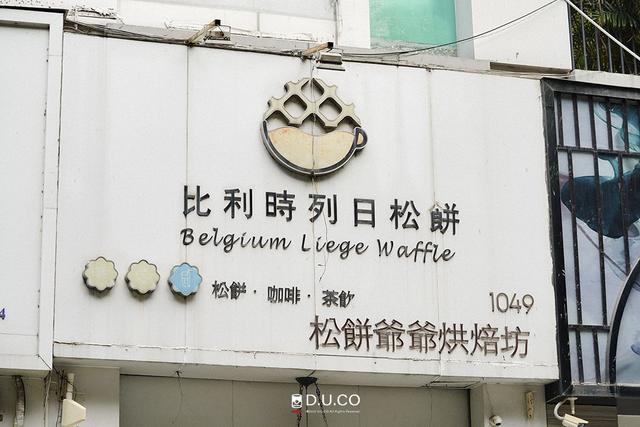 比利時列日松餅
Belgium Liege Waffle
松餅・咖啡・茶飲
1049
松餅爺爺烘焙坊
D.U.CO